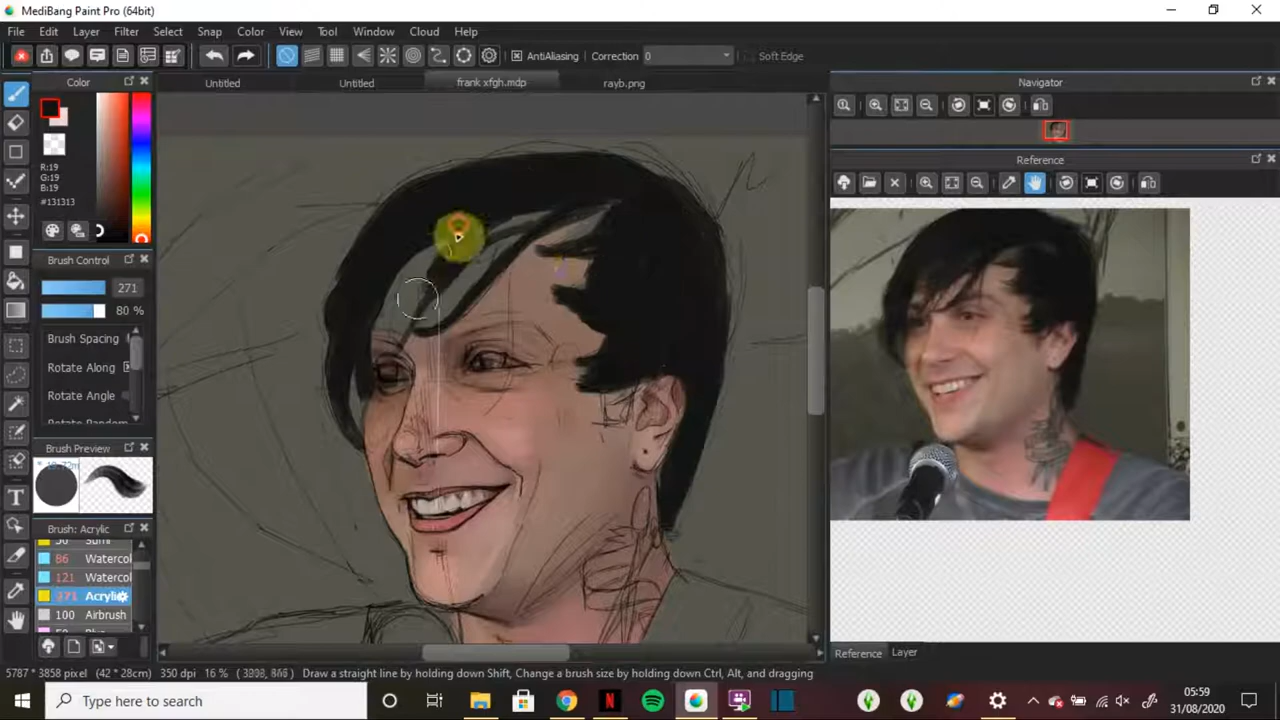 MediBang Paint Pro (64bit)
File Edit Layer Filter Select Snap Color View Tool Window Cloud Help
AntiAliasing Correction 0 Soft Edge
Color
Untitled Untitled frank xfgh.mdp rayb.png
Navigator
Reference
R:19
G:19
B:19
#131313
Brush Control
271
80 %
Brush Spacing
Rotate Along
Rotate Angle
Brush Preview
Brush: Acrylic
50 Sumi
86 Watercol
121 Watercol
271 Acrylic
100 Airbrush
Reference Layer
5787 * 3858 pixel (42 * 28cm) 350 dpi 16 % Draw a straight line by holding down Shift, Change a brush size by holding down Ctrl, Alt, and dragging
Type here to search
05:59
31/08/2020